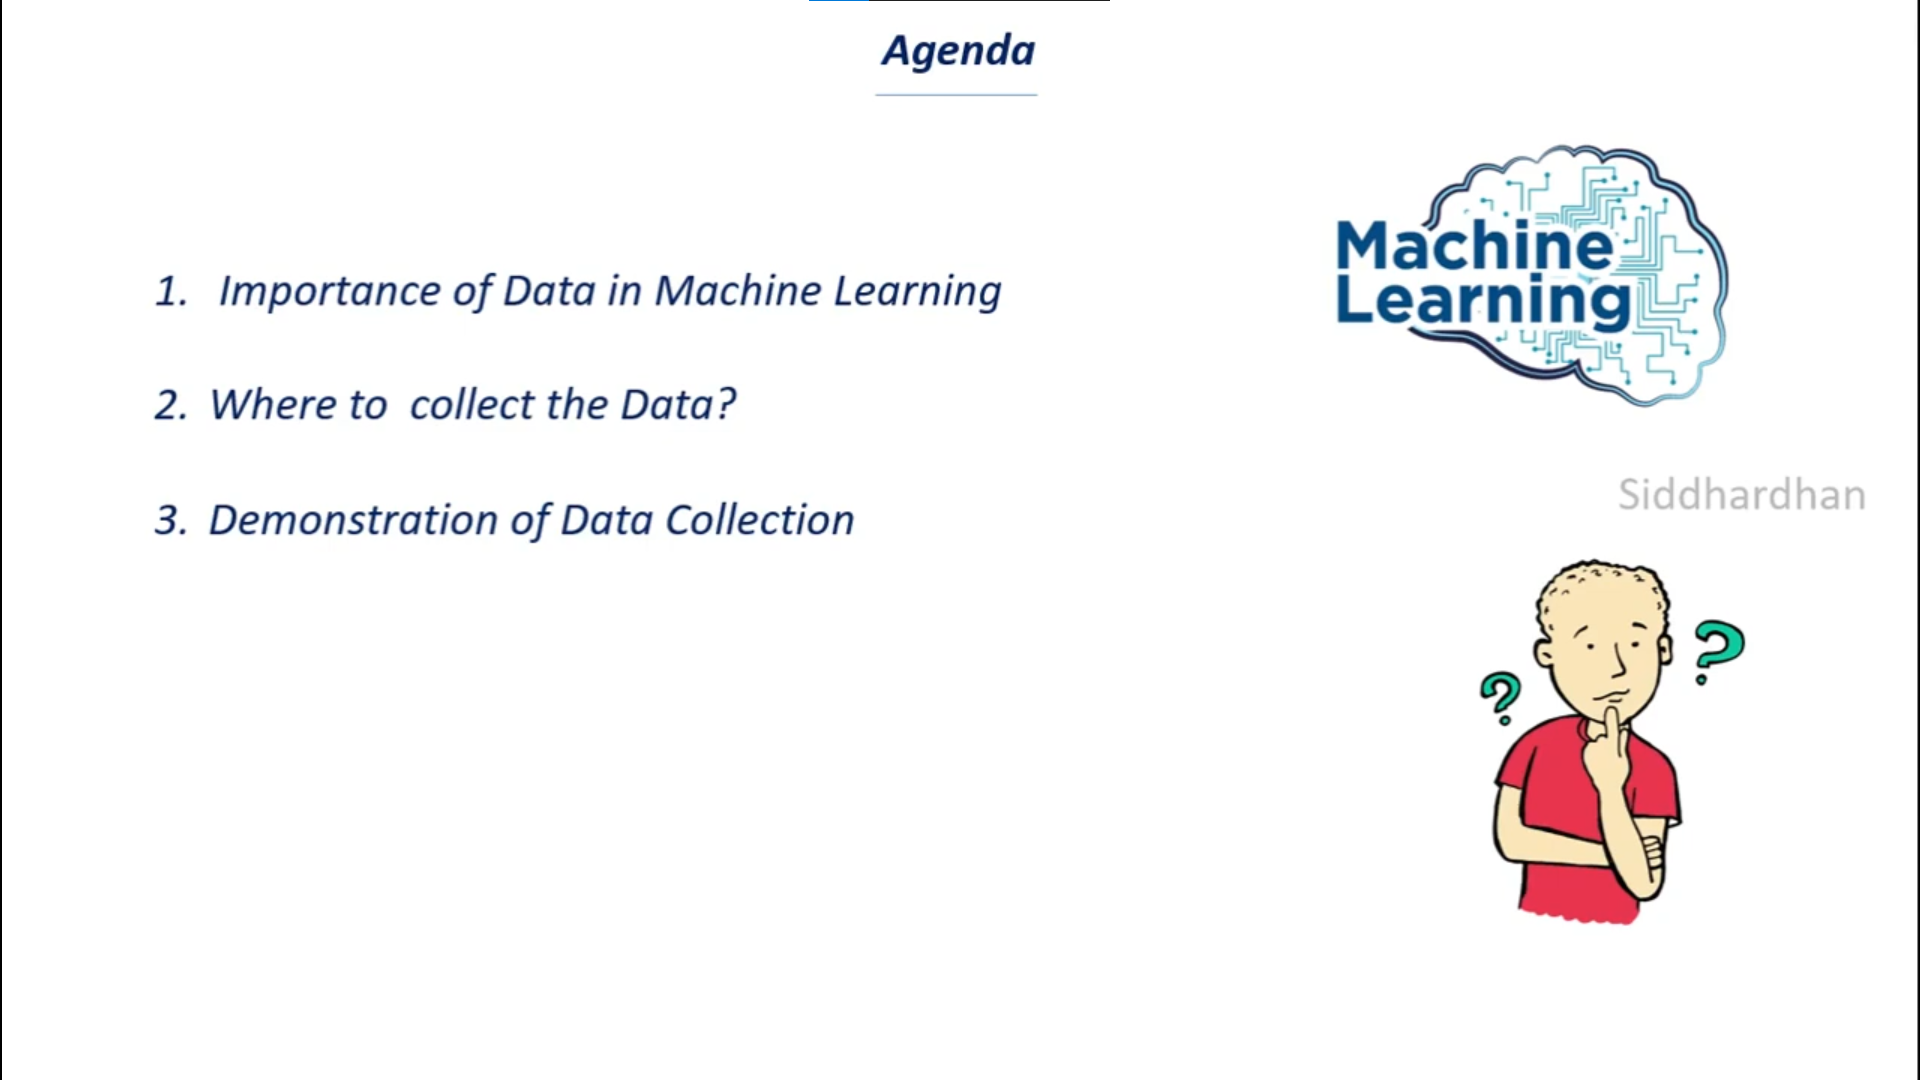 Agenda
1. Importance of Data in Machine Learning
2. Where to collect the Data?
3. Demonstration of Data Collection
Machine
Learning
Siddhardhan
?
?